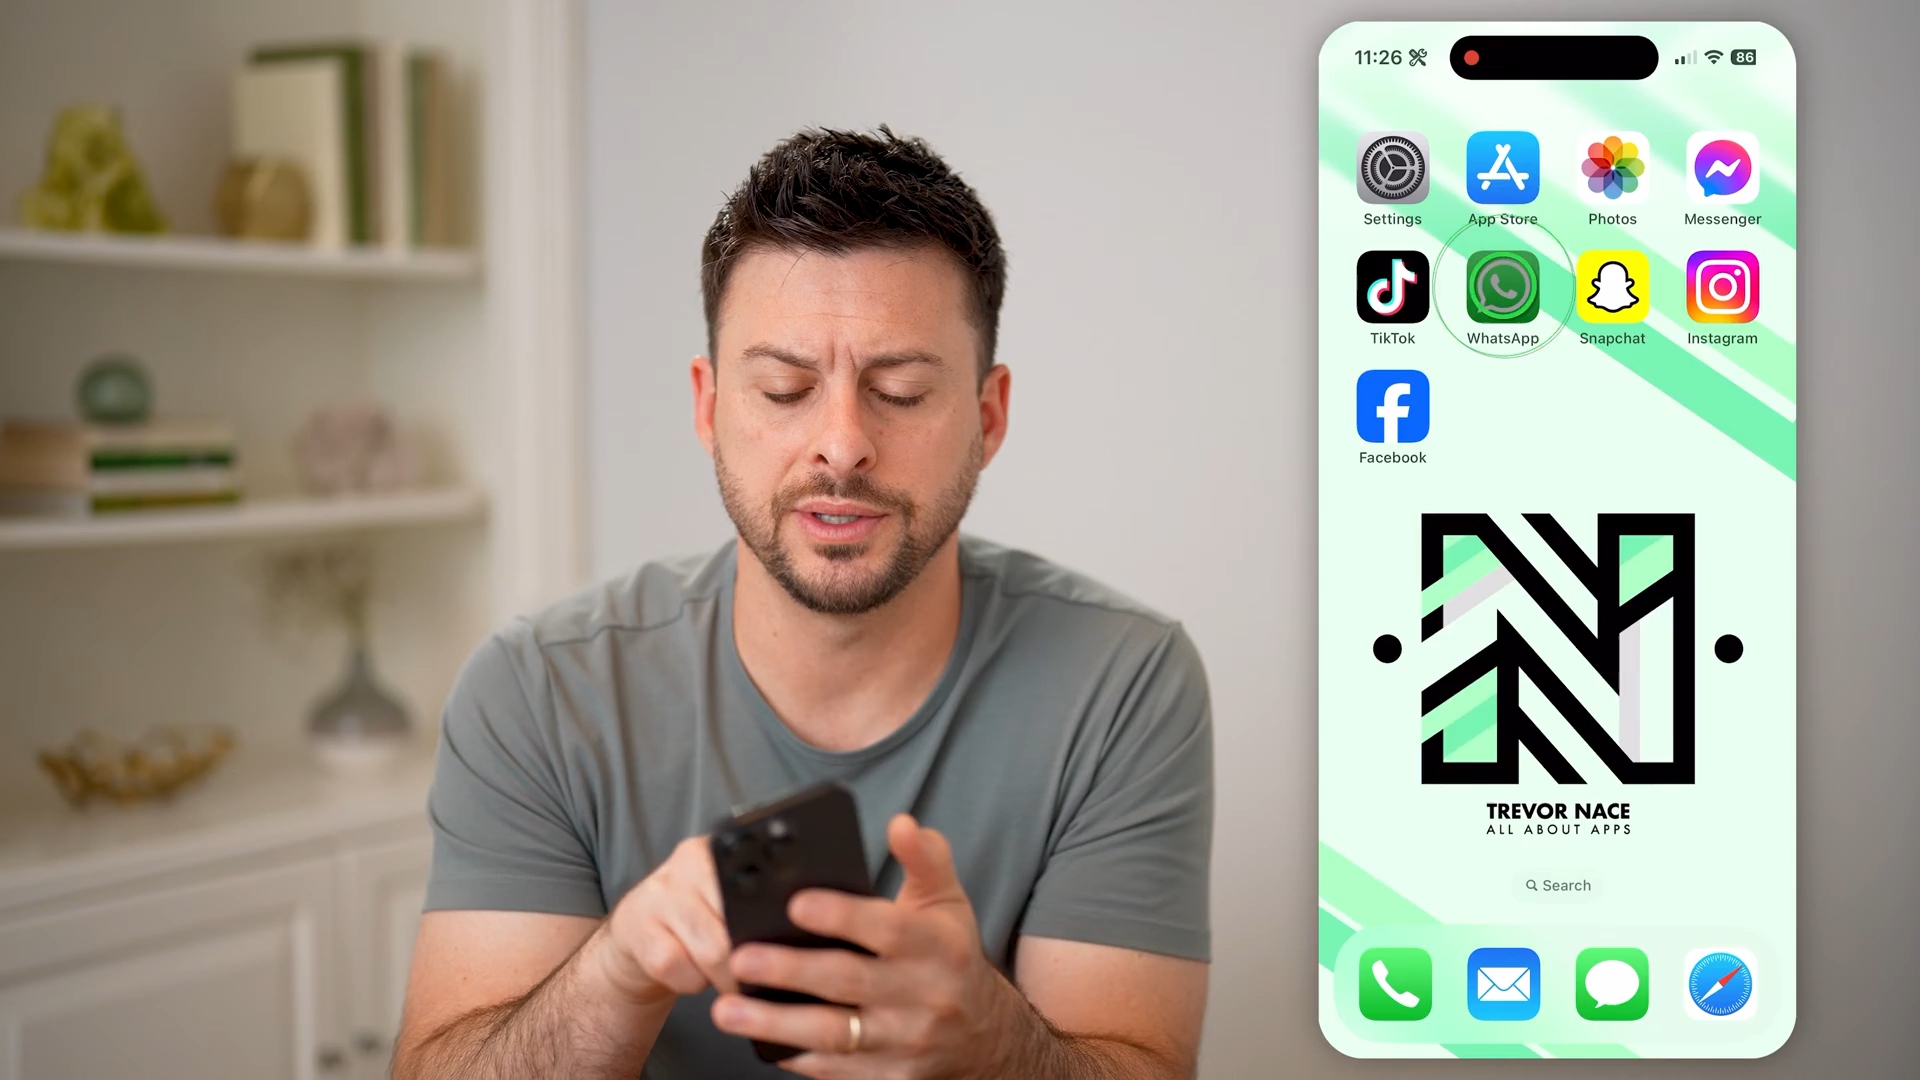 11:26
86
Settings
App Store
Photos
Messenger
TikTok
WhatsApp
Snapchat
Instagram
Facebook
TREVOR NACE
ALL ABOUT APPS
Search